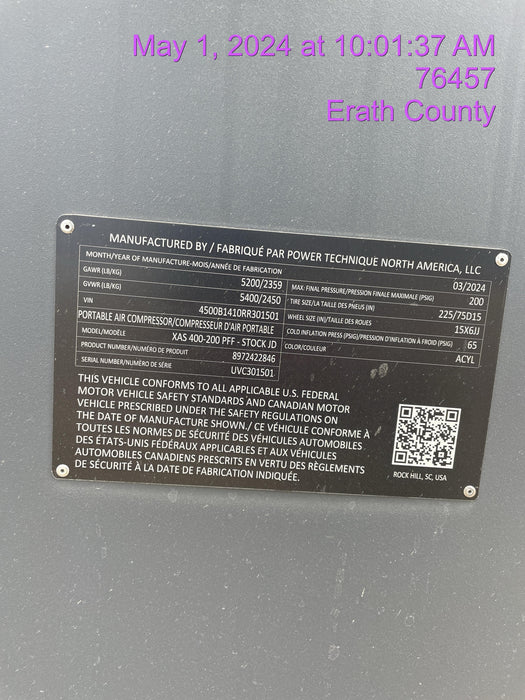 May 1, 2024 at 10:01:37 AM
76457
Erath County
MANUFACTURED BY / FABRIQUÉ PAR POWER TECHNIQUE NORTH AMERICA, LLC
MONTH/YEAR OF MANUFACTURE-MOIS/ANNÉE DE FABRICATION 03/2024
GAWR (LB/KG) 5200/2359
GVWR (LB/KG) 5400/2450
VIN 4500B1410RR301501
PORTABLE AIR COMPRESSOR/COMPRESSEUR D'AIR PORTABLE
MODEL/MODÈLE XAS 400-200 PFF - STOCK JD
PRODUCT NUMBER/NUMÉRO DE PRODUIT 8972422846
SERIAL NUMBER/NUMÉRO DE SÉRIE UVC301501
MAX: FINAL PRESSURE/PRESSION FINALE MAXIMALE (PSIG) 200
TIRE SIZE/LA TAILLE DES PNEUS (IN) 225/75D15
WHEEL SIZE (IN)/TAILLE DES ROUES 15X6JJ
COLD INFLATION PRESS (PSIG)/PRESSION D'INFLATION À FROID (PSIG) 65
COLOR/COULEUR ACYL
THIS VEHICLE CONFORMS TO ALL APPLICABLE U.S. FEDERAL
MOTOR VEHICLE SAFETY STANDARDS AND CANADIAN MOTOR
VEHICLE PRESCRIBED UNDER THE SAFETY REGULATIONS ON
THE DATE OF MANUFACTURE SHOWN./ CE VÉHICULE CONFORME À
TOUTES LES NORMES DE SÉCURITÉ DES VÉHICULES AUTOMOBILES
DES ÉTATS-UNIS FÉDÉRAUX APPLICABLES ET AUX VÉHICULES
AUTOMOBILES CANADIENS PRESCRITS EN VERTU DES RÈGLEMENTS
DE SÉCURITÉ À LA DATE DE FABRICATION INDIQUÉE.
ROCK HILL, SC, USA